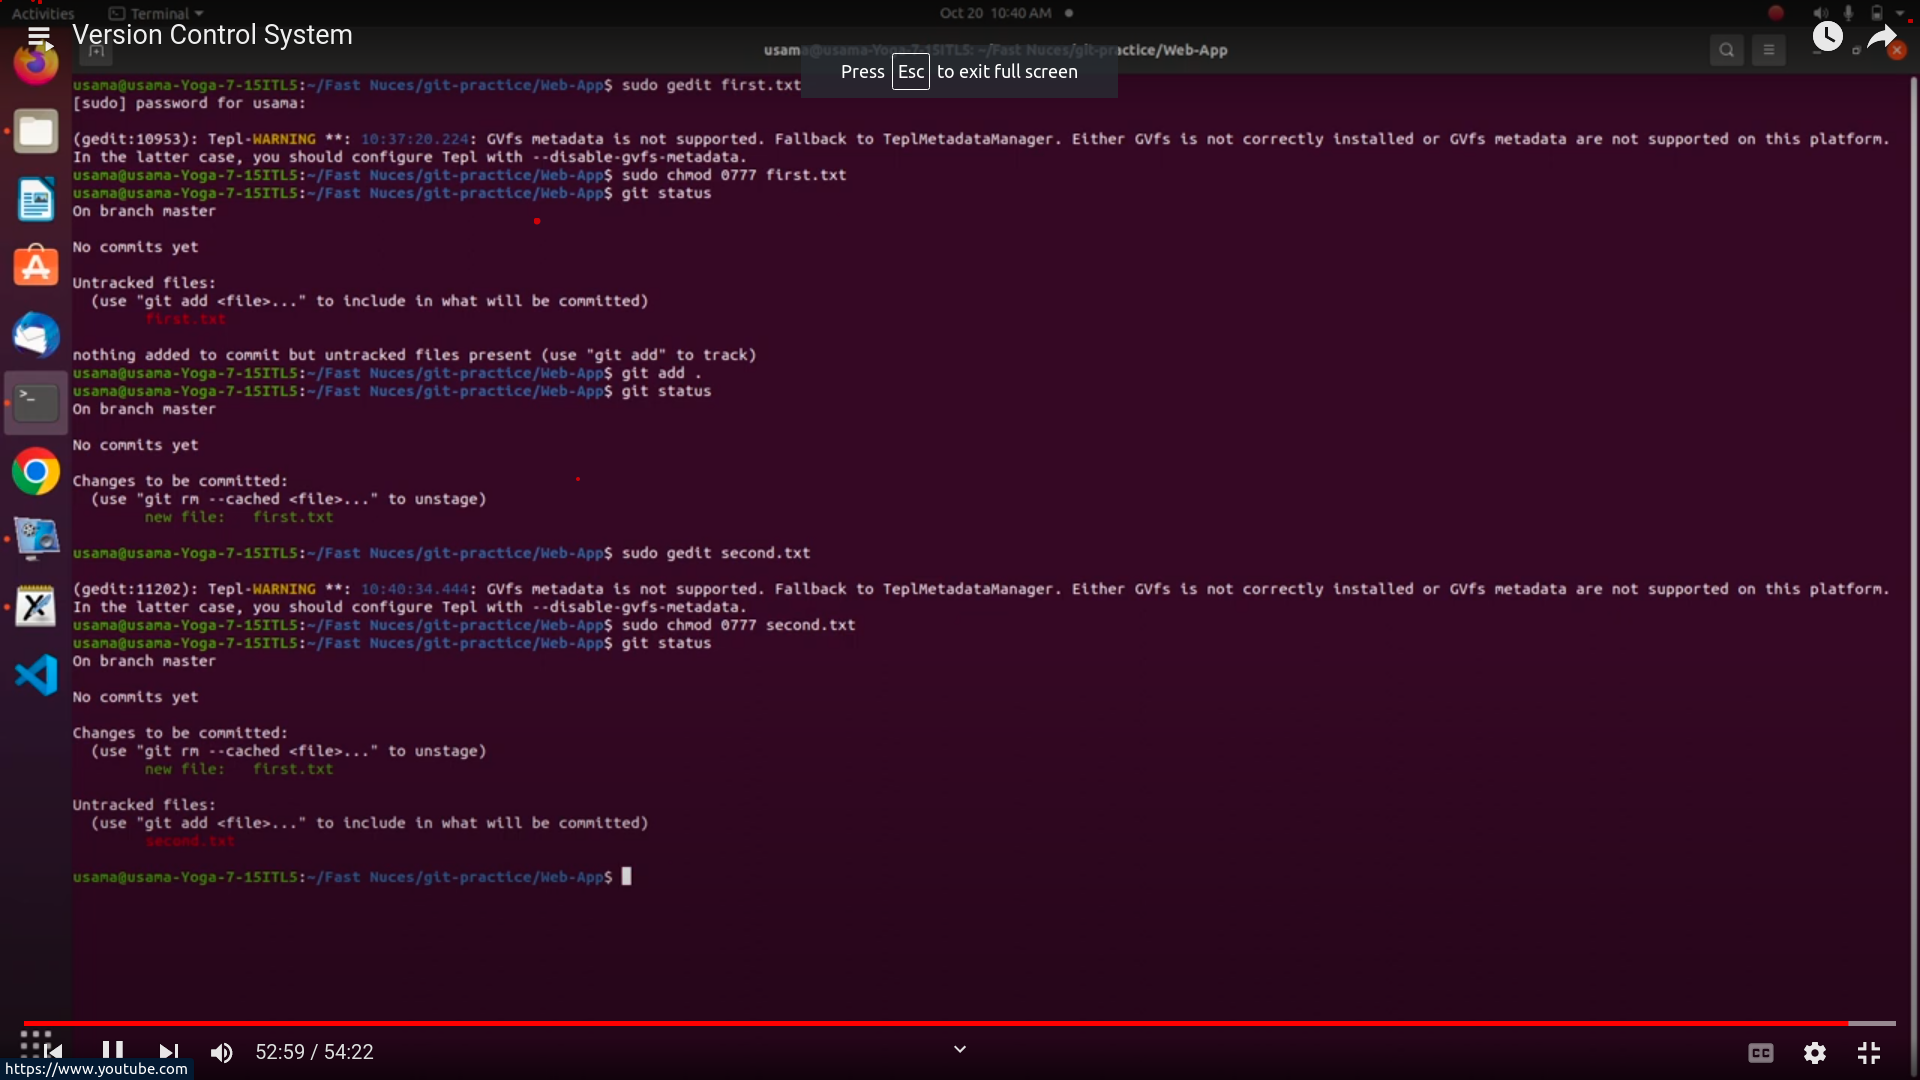 Activities Terminal Oct 20 10:40 AM
Version Control System
usama@usama-Yoga-7-15ITL5: ~/Fast Nuces/git-practice/Web-App
Press Esc to exit full screen
usama@usama-Yoga-7-15ITL5:~/Fast Nuces/git-practice/Web-App$ sudo gedit first.txt
[sudo] password for usama:
(gedit:10953): Tepl-WARNING **: 10:37:20.224: GVfs metadata is not supported. Fallback to TeplMetadataManager. Either GVfs is not correctly installed or GVfs metadata are not supported on this platform.
In the latter case, you should configure Tepl with --disable-gvfs-metadata.
usama@usama-Yoga-7-15ITL5:~/Fast Nuces/git-practice/Web-App$ sudo chmod 0777 first.txt
usama@usama-Yoga-7-15ITL5:~/Fast Nuces/git-practice/Web-App$ git status
On branch master
No commits yet
Untracked files:
(use "git add <file>..." to include in what will be committed)
first.txt
nothing added to commit but untracked files present (use "git add" to track)
usama@usama-Yoga-7-15ITL5:~/Fast Nuces/git-practice/Web-App$ git add .
usama@usama-Yoga-7-15ITL5:~/Fast Nuces/git-practice/Web-App$ git status
On branch master
No commits yet
Changes to be committed:
(use "git rm --cached <file>..." to unstage)
new file:   first.txt
usama@usama-Yoga-7-15ITL5:~/Fast Nuces/git-practice/Web-App$ sudo gedit second.txt
(gedit:11202): Tepl-WARNING **: 10:40:34.444: GVfs metadata is not supported. Fallback to TeplMetadataManager. Either GVfs is not correctly installed or GVfs metadata are not supported on this platform.
In the latter case, you should configure Tepl with --disable-gvfs-metadata.
usama@usama-Yoga-7-15ITL5:~/Fast Nuces/git-practice/Web-App$ sudo chmod 0777 second.txt
usama@usama-Yoga-7-15ITL5:~/Fast Nuces/git-practice/Web-App$ git status
On branch master
No commits yet
Changes to be committed:
(use "git rm --cached <file>..." to unstage)
new file:   first.txt
Untracked files:
(use "git add <file>..." to include in what will be committed)
second.txt
usama@usama-Yoga-7-15ITL5:~/Fast Nuces/git-practice/Web-App$
52:59 / 54:22
CC
https://www.youtube.com